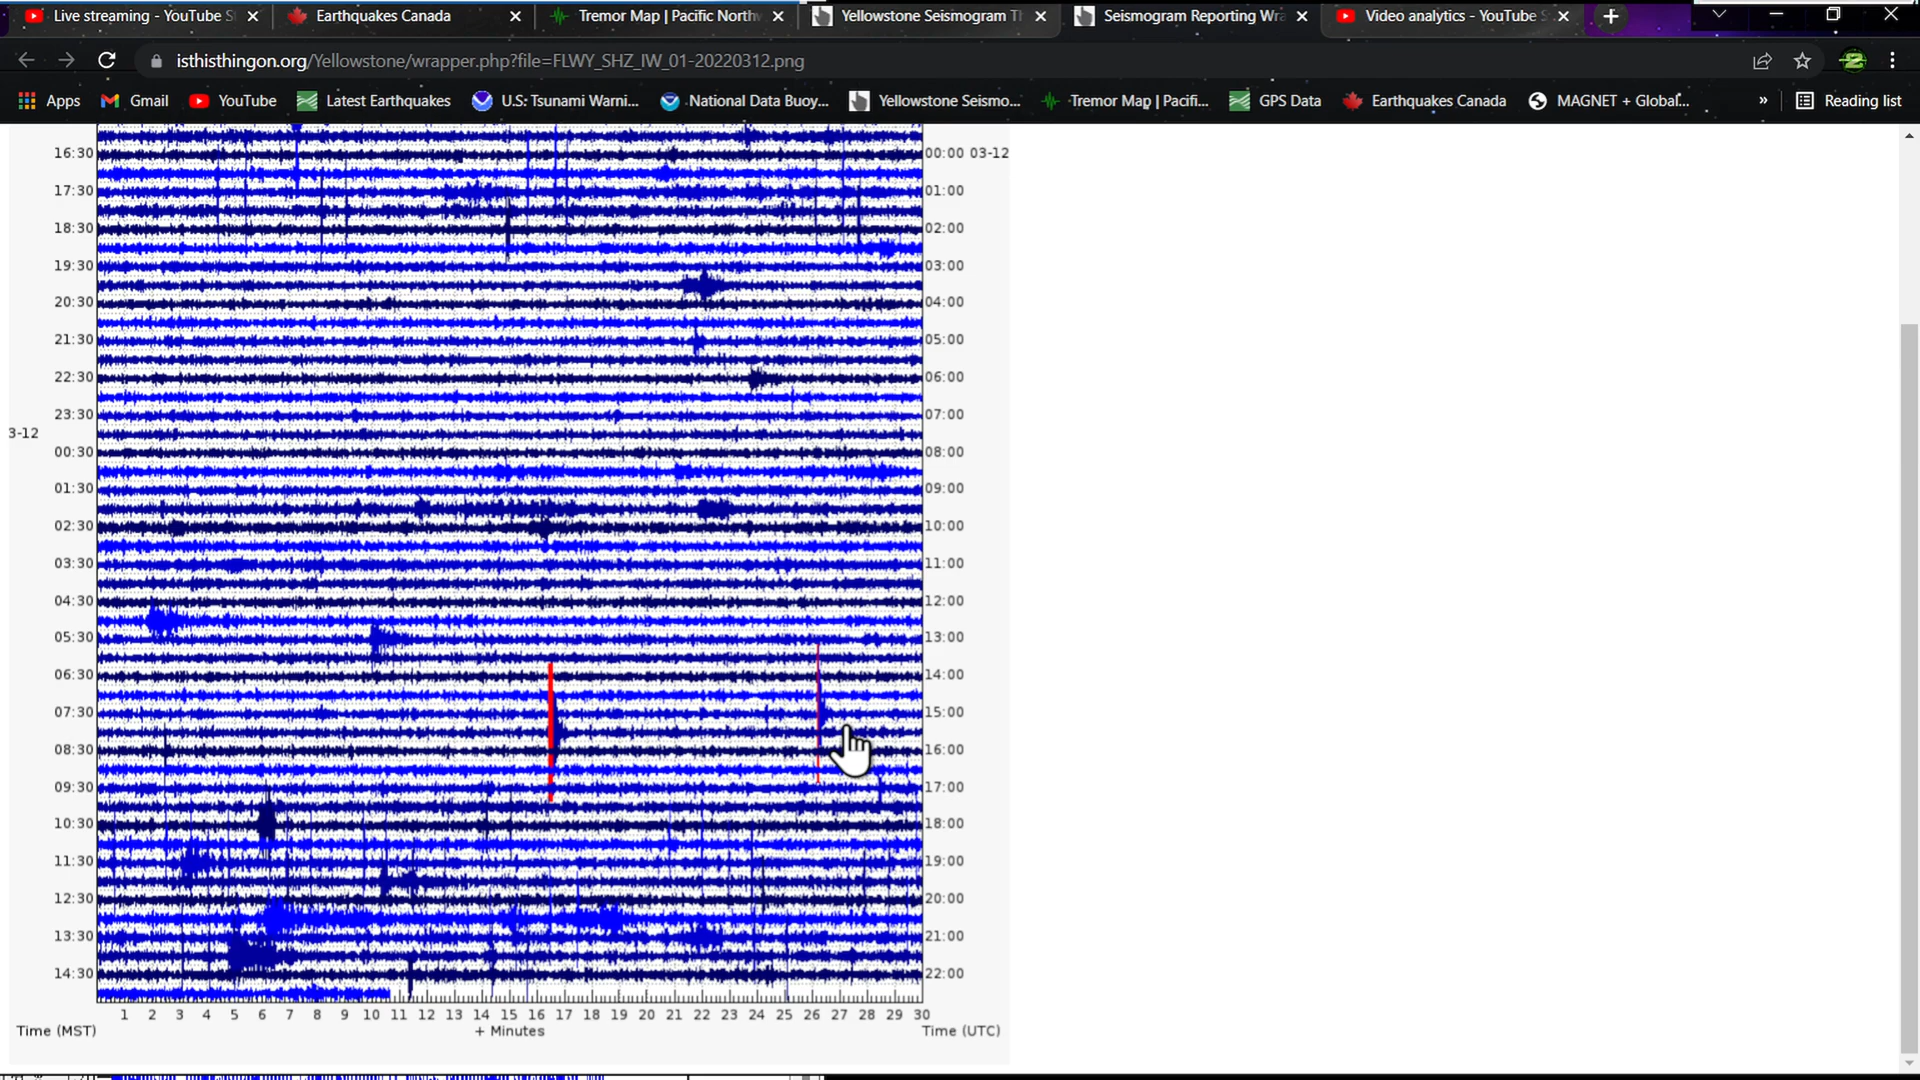 Live streaming - YouTube S
Earthquakes Canada
Tremor Map | Pacific North
Yellowstone Seismogram T
Seismogram Reporting Wra
Video analytics - YouTube S
isthisthingon.org/Yellowstone/wrapper.php?file=FLWY_SHZ_IW_01-20220312.png
Apps
Gmail
YouTube
Latest Earthquakes
U.S. Tsunami Warni...
National Data Buoy...
Yellowstone Seismo...
Tremor Map | Pacifi...
GPS Data
Earthquakes Canada
MAGNET + Global...
»
Reading list
16:30 00:00 03-12
17:30 01:00
18:30 02:00
19:30 03:00
20:30 04:00
21:30 05:00
22:30 06:00
23:30 07:00
3-12
00:30 08:00
01:30 09:00
02:30 10:00
03:30 11:00
04:30 12:00
05:30 13:00
06:30 14:00
07:30 15:00
08:30 16:00
09:30 17:00
10:30 18:00
11:30 19:00
12:30 20:00
13:30 21:00
14:30 22:00
1 2 3 4 5 6 7 8 9 10 11 12 13 14 15 16 17 18 19 20 21 22 23 24 25 26 27 28 29 30
Time (MST) + Minutes Time (UTC)